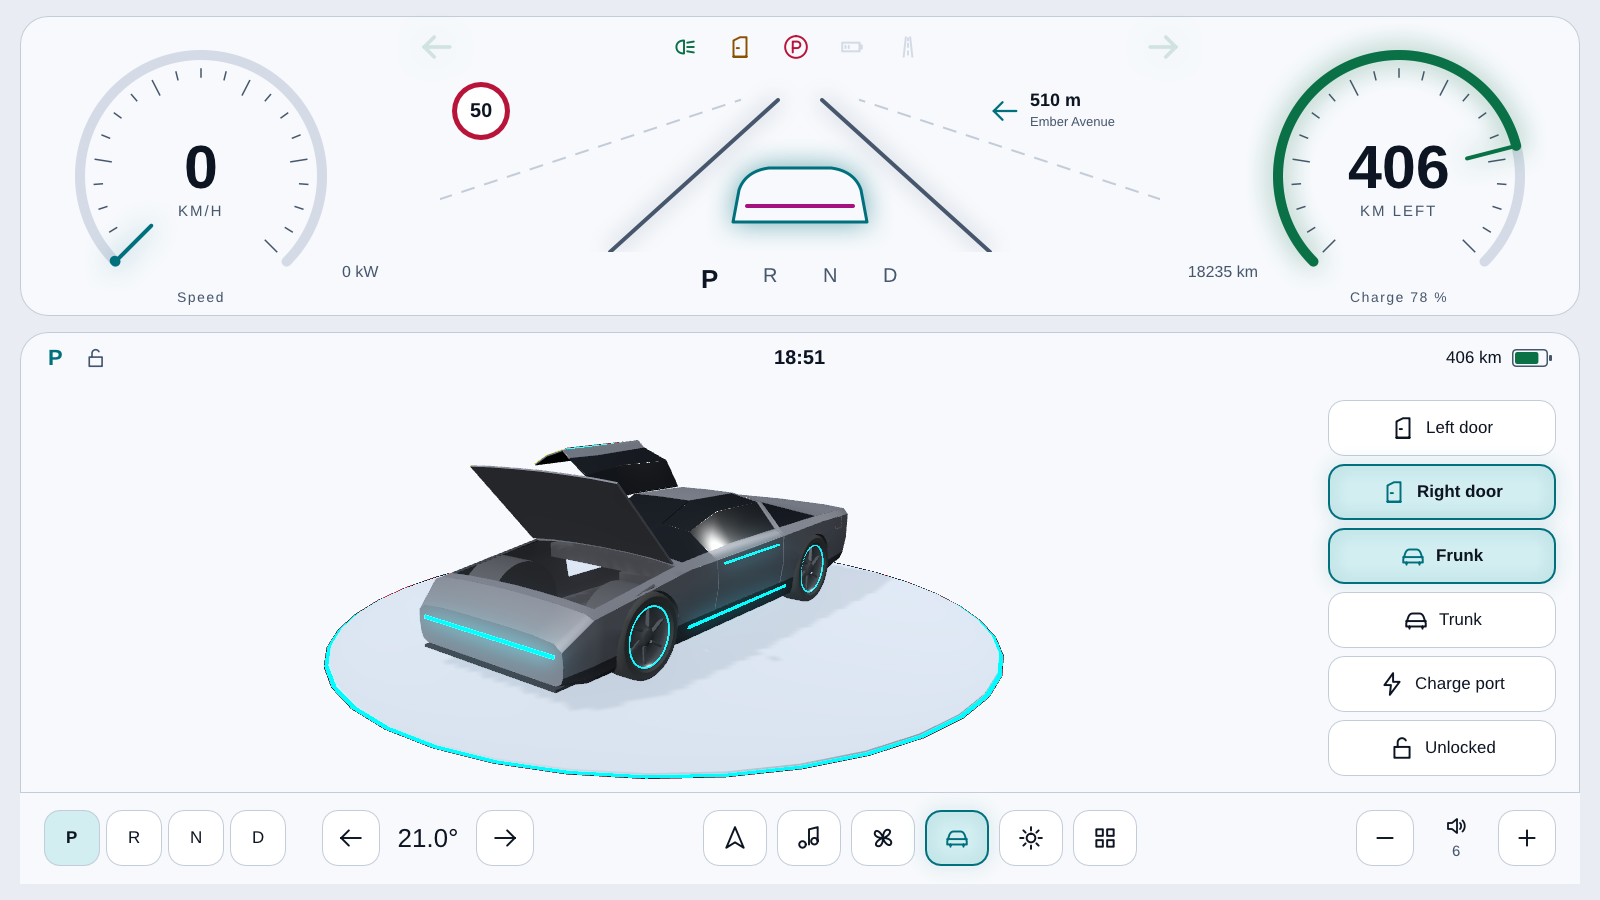 50
510 m
Ember Avenue
0
KM/H
406
KM LEFT
0 kW
P R N D
18235 km
Speed
Charge 78 %
P
18:51
406 km
Left door
Right door
Frunk
Trunk
Charge port
Unlocked
P R N D
21.0°
6